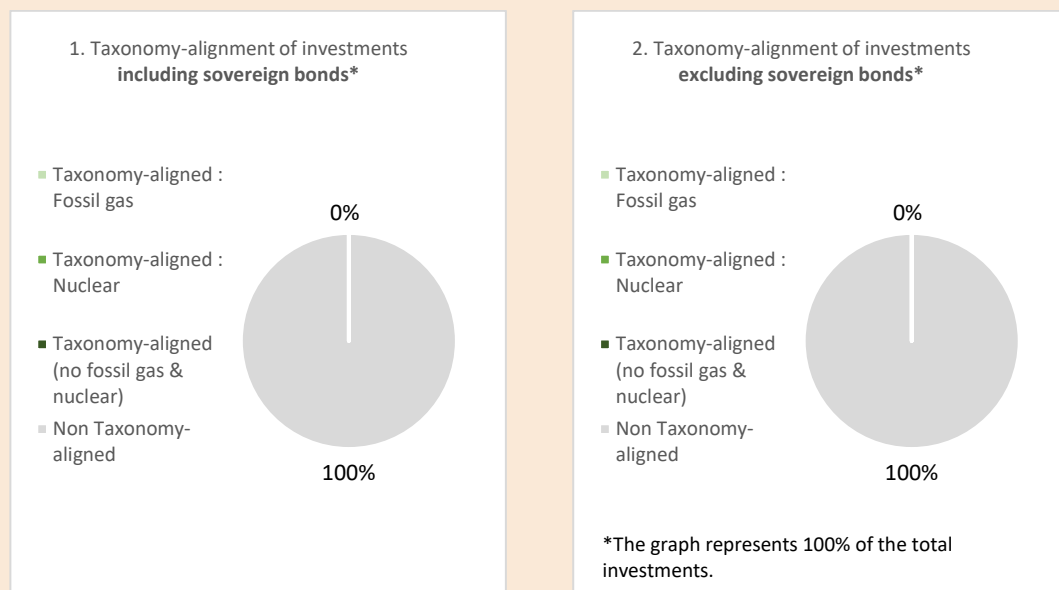 1. Taxonomy-alignment of investments
including sovereign bonds*
Taxonomy-aligned :
Fossil gas
Taxonomy-aligned :
Nuclear
Taxonomy-aligned
(no fossil gas &
nuclear)
Non Taxonomy-
aligned
0%
100%
2. Taxonomy-alignment of investments
excluding sovereign bonds*
Taxonomy-aligned :
Fossil gas
Taxonomy-aligned :
Nuclear
Taxonomy-aligned
(no fossil gas &
nuclear)
Non Taxonomy-
aligned
0%
100%
*The graph represents 100% of the total
investments.